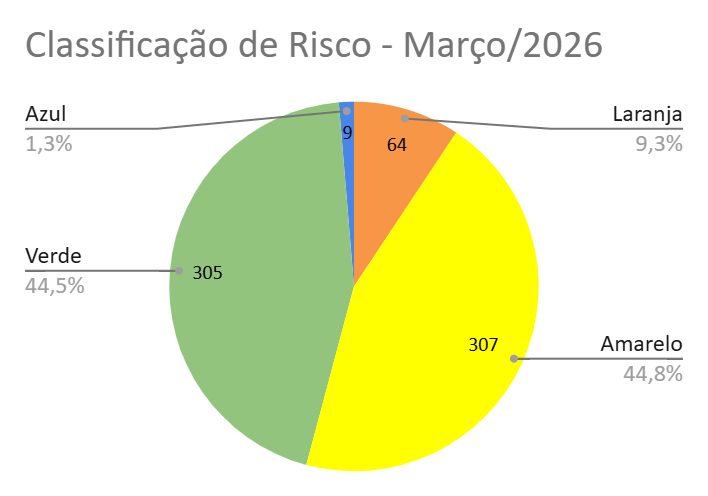 Classificação de Risco - Março/2026
Azul
1,3%
Laranja
9,3%
9
64
Verde
44,5%
305
307
Amarelo
44,8%